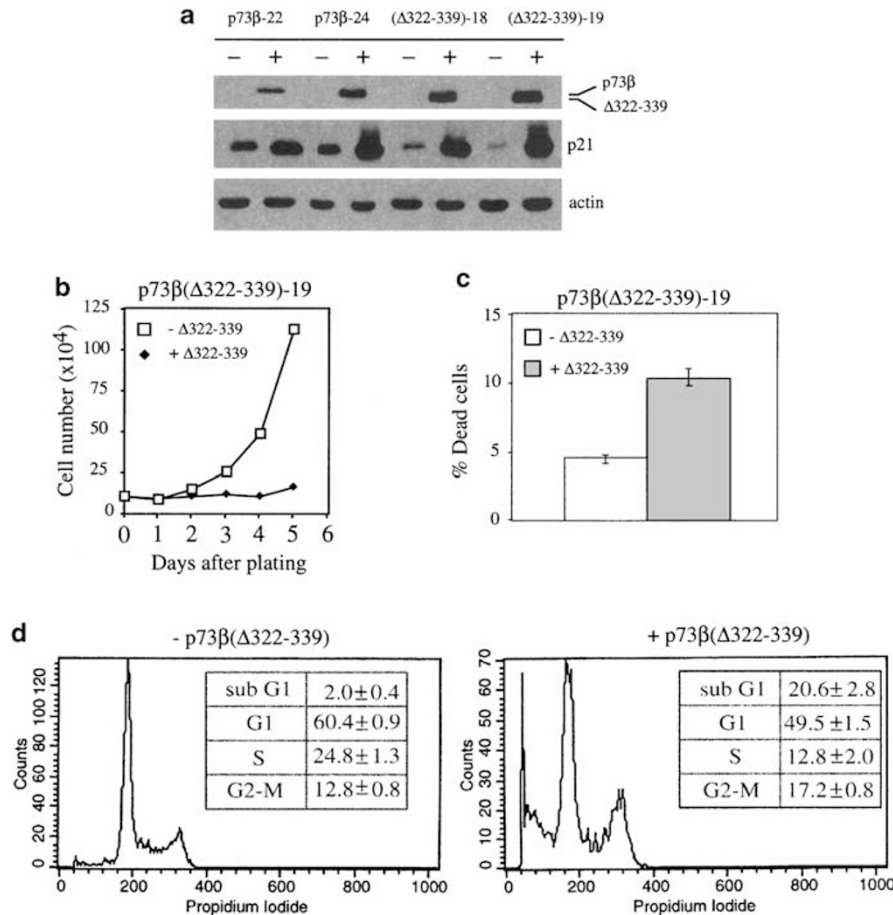 a
p73β-22 p73β-24 (Δ322-339)-18 (Δ322-339)-19
− + − + − + − +
p73β
Δ322-339
p21
actin
b
p73β(Δ322-339)-19
Cell number (x10⁴)
125
100
75
50
25
0
- Δ322-339
+ Δ322-339
0 1 2 3 4 5 6
Days after plating
c
p73β(Δ322-339)-19
% Dead cells
15
10
5
0
- Δ322-339
+ Δ322-339
d
- p73β(Δ322-339)
Counts
0 20 40 60 80 100 120
sub G1 2.0±0.4
G1 60.4±0.9
S 24.8±1.3
G2-M 12.8±0.8
0 200 400 600 800 1000
Propidium Iodide
+ p73β(Δ322-339)
Counts
0 10 20 30 40 50 60 70
sub G1 20.6±2.8
G1 49.5±1.5
S 12.8±2.0
G2-M 17.2±0.8
0 200 400 600 800 1000
Propidium Iodide